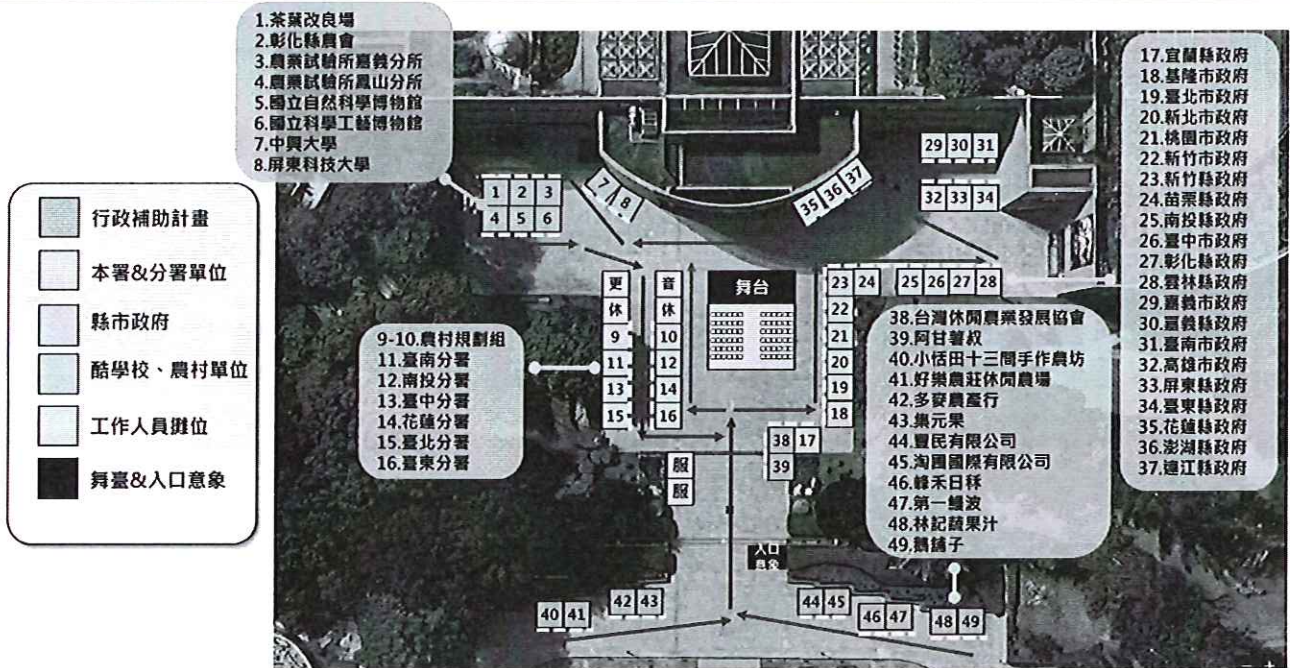 1.茶葉改良場
2.彰化縣農會
3.農業試驗所嘉義分所
4.農業試驗所鳳山分所
5.國立自然科學博物館
6.國立科學工藝博物館
7.中興大學
8.屏東科技大學
行政補助計畫
本署&分署單位
縣市政府
酷學校、農村單位
工作人員攤位
舞臺&入口意象
17.宜蘭縣政府
18.基隆市政府
19.臺北市政府
20.新北市政府
21.桃園市政府
22.新竹市政府
23.新竹縣政府
24.苗栗縣政府
25.南投縣政府
26.臺中市政府
27.彰化縣政府
28.雲林縣政府
29.嘉義市政府
30.嘉義縣政府
31.臺南市政府
32.高雄市政府
33.屏東縣政府
34.臺東縣政府
35.花蓮縣政府
36.澎湖縣政府
37.連江縣政府
29 30 31
32 33 34
1 2 3
4 5 6
7 8
35 36 37
更 音
休 休
9 10
11 12
13 14
15 16
舞台
23 24 25 26 27 28
22
21
20
19
18
38 17
39
服
服
9-10.農村規劃組
11.臺南分署
12.南投分署
13.臺中分署
14.花蓮分署
15.臺北分署
16.臺東分署
38.台灣休閒農業發展協會
39.阿甘薯叔
40.小恬田十三間手作農坊
41.好樂農莊休閒農場
42.多麥農產行
43.集元果
44.豐民有限公司
45.淘圃國際有限公司
46.峰禾日秝
47.第一鰻波
48.林記蔬果汁
49.鵝舖子
入口
意象
40 41
42 43
44 45
46 47
48 49